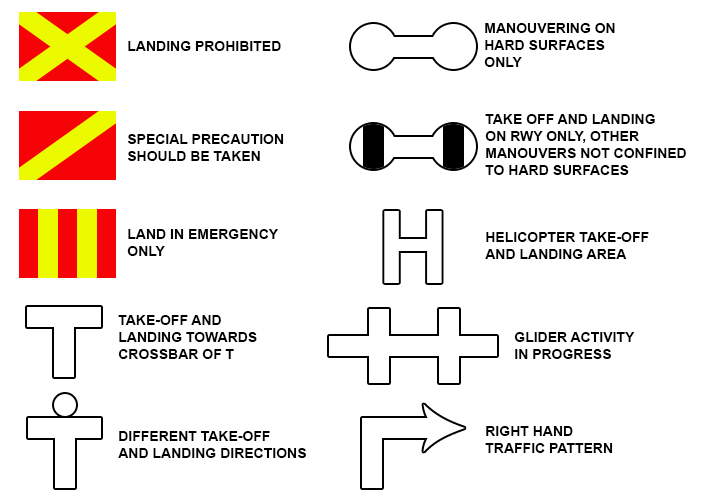 LANDING PROHIBITED
SPECIAL PRECAUTION
SHOULD BE TAKEN
LAND IN EMERGENCY
ONLY
TAKE-OFF AND
LANDING TOWARDS
CROSSBAR OF T
DIFFERENT TAKE-OFF
AND LANDING DIRECTIONS
MANOUVERING ON
HARD SURFACES
ONLY
TAKE OFF AND LANDING
ON RWY ONLY, OTHER
MANOUVERS NOT CONFINED
TO HARD SURFACES
HELICOPTER TAKE-OFF
AND LANDING AREA
GLIDER ACTIVITY
IN PROGRESS
RIGHT HAND
TRAFFIC PATTERN